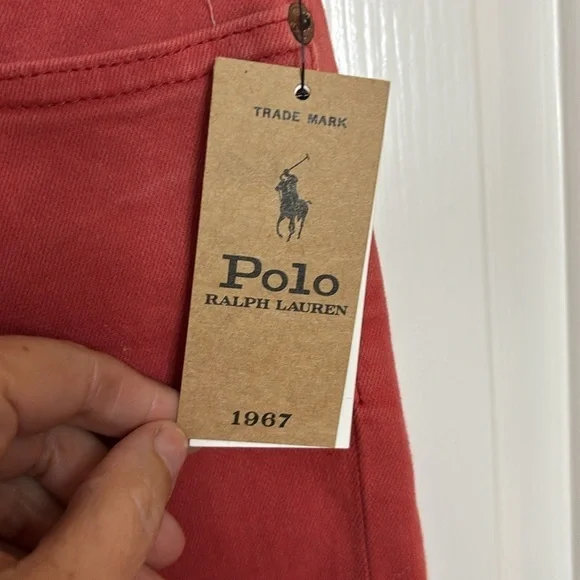 TRADE MARK
Polo
RALPH LAUREN
1967